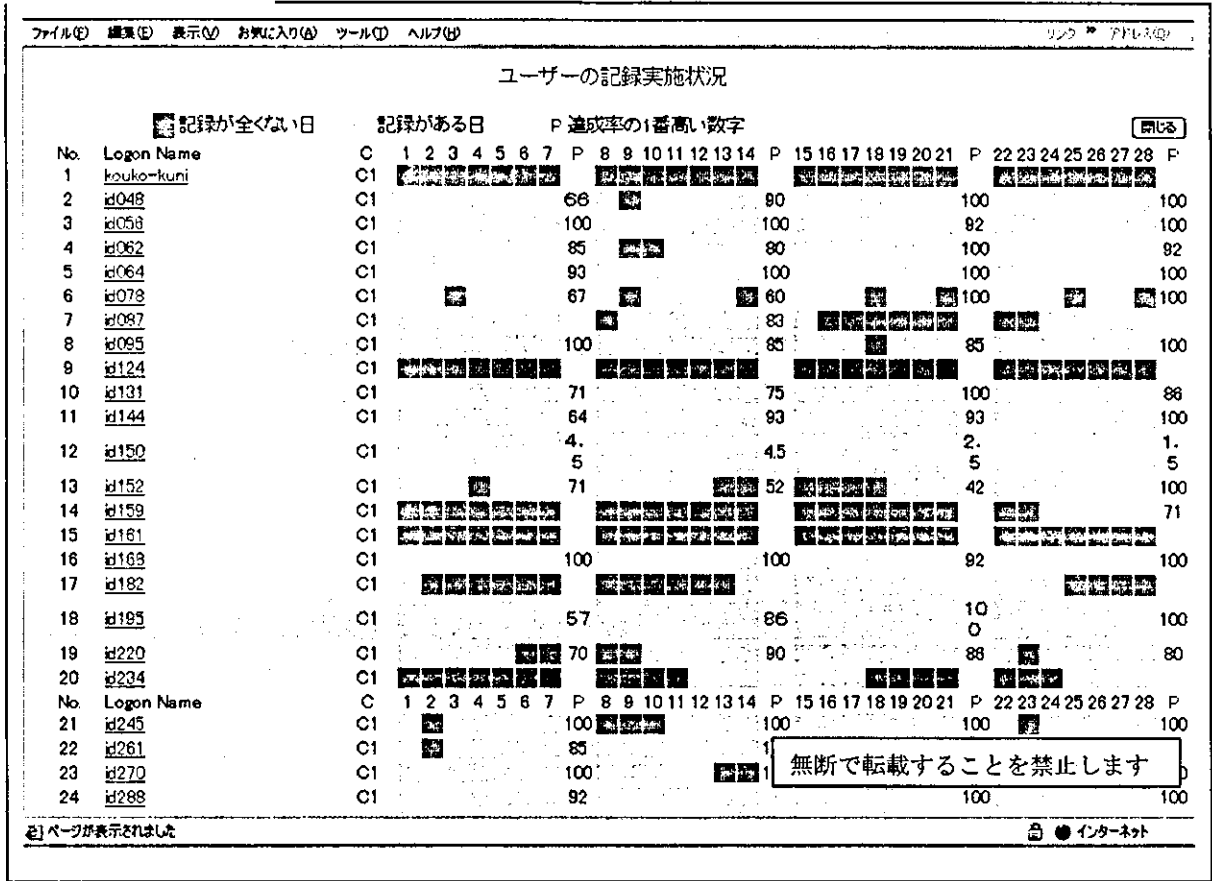 ファイル(F) 編集(E) 表示(V) お気に入り(A) ツール(T) ヘルプ(H) リンク » アドレス(D)
ユーザーの記録実施状況
記録が全くない日 記録がある日 P 達成率の1番高い数字 閉じる
No. Logon Name C 1 2 3 4 5 6 7 P 8 9 10 11 12 13 14 P 15 16 17 18 19 20 21 P 22 23 24 25 26 27 28 P
1 kouko-kuni C1
2 id048 C1 66 90 100 100
3 id058 C1 100 100 92 100
4 id062 C1 85 80 100 92
5 id064 C1 93 100 100 100
6 id078 C1 67 60 100 100
7 id087 C1 83
8 id095 C1 100 85 85 100
9 id124 C1
10 id131 C1 71 75 100 86
11 id144 C1 64 93 93 100
12 id150 C1 4.5 4.5 2.5 1.5
13 id152 C1 71 52 42 100
14 id159 C1 71
15 id161 C1
16 id168 C1 100 100 92 100
17 id182 C1
18 id195 C1 57 86 100 100
19 id220 C1 70 90 86 80
20 id234 C1
No. Logon Name C 1 2 3 4 5 6 7 P 8 9 10 11 12 13 14 P 15 16 17 18 19 20 21 P 22 23 24 25 26 27 28 P
21 id245 C1 100 100 100 100
22 id261 C1 85
23 id270 C1 100
無断で転載することを禁止します
24 id288 C1 92 100 100
ページが表示されました インターネット